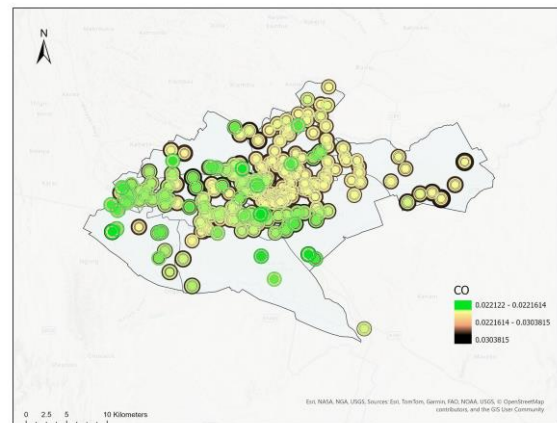 N
CO
0.022122 - 0.0221614
0.0221614 - 0.0303815
0.0303815
0 2.5 5 10 Kilometers
Esri, NASA, NGA, USGS, Sources: Esri, TomTom, Garmin, FAO, NOAA, USGS, © OpenStreetMap
contributors, and the GIS User Community